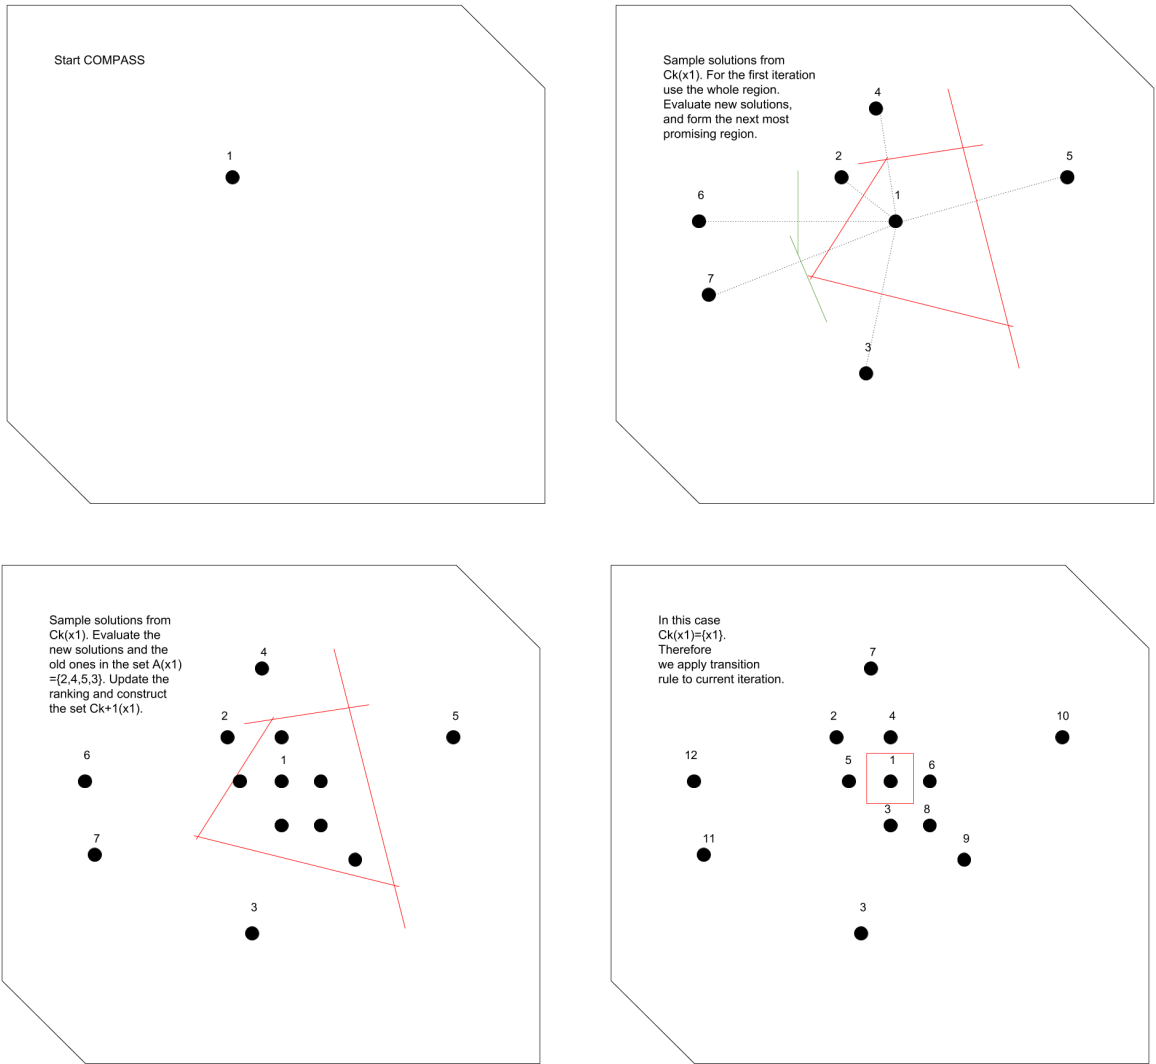 Start COMPASS
1
Sample solutions from
Ck(x1). For the first iteration
use the whole region.
Evaluate new solutions,
and form the next most
promising region.
4
2
5
6
1
7
3
Sample solutions from
Ck(x1). Evaluate the
new solutions and the
old ones in the set A(x1)
={2,4,5,3}. Update the
ranking and construct
the set Ck+1(x1).
4
2
5
6
1
7
3
In this case
Ck(x1)={x1}.
Therefore
we apply transition
rule to current iteration.
7
2
4
10
12
5
1
6
3
8
11
9
3